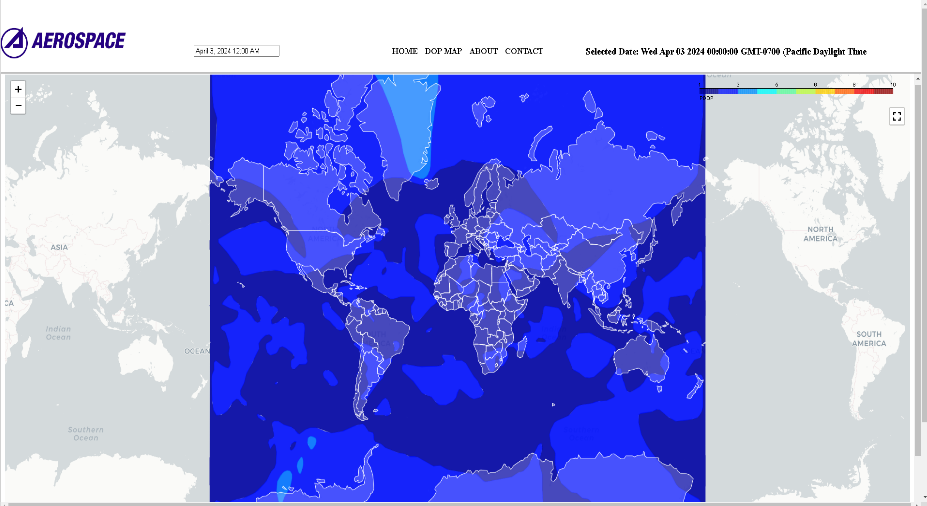 AEROSPACE
April 3, 2024 12:00 AM
HOME DOP MAP ABOUT CONTACT
Selected Date: Wed Apr 03 2024 00:00:00 GMT-0700 (Pacific Daylight Time
+
−
4
6
8
10
PDOP
ASIA
NORTH
AMERICA
CA
Indian
Ocean
OCEAN
SOUTH
AMERICA
Southern
Ocean